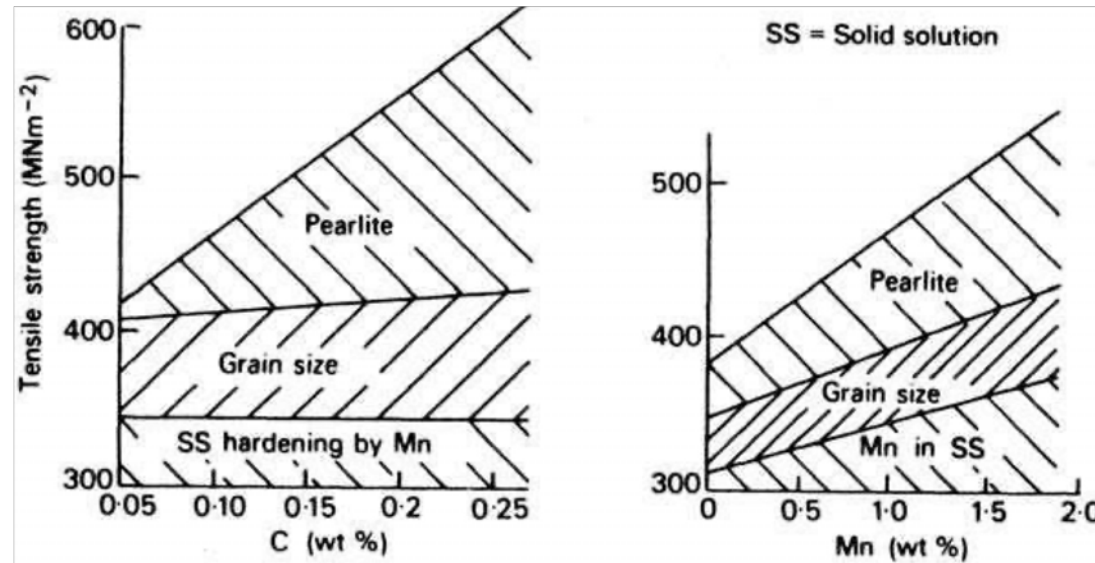 600
500
400
300
Tensile strength (MNm⁻²)
Pearlite
Grain size
SS hardening by Mn
0·05 0·10 0·15 0·2 0·25
C (wt %)
SS = Solid solution
500
400
300
Pearlite
Grain size
Mn in SS
0 0·5 1·0 1·5 2·0
Mn (wt %)